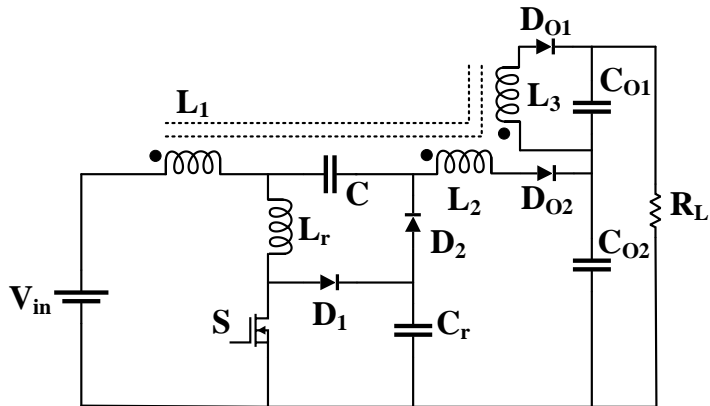 D_O1
L_3
C_O1
L_1
C
L_2
D_O2
R_L
L_r
D_2
C_O2
V_in
S
D_1
C_r